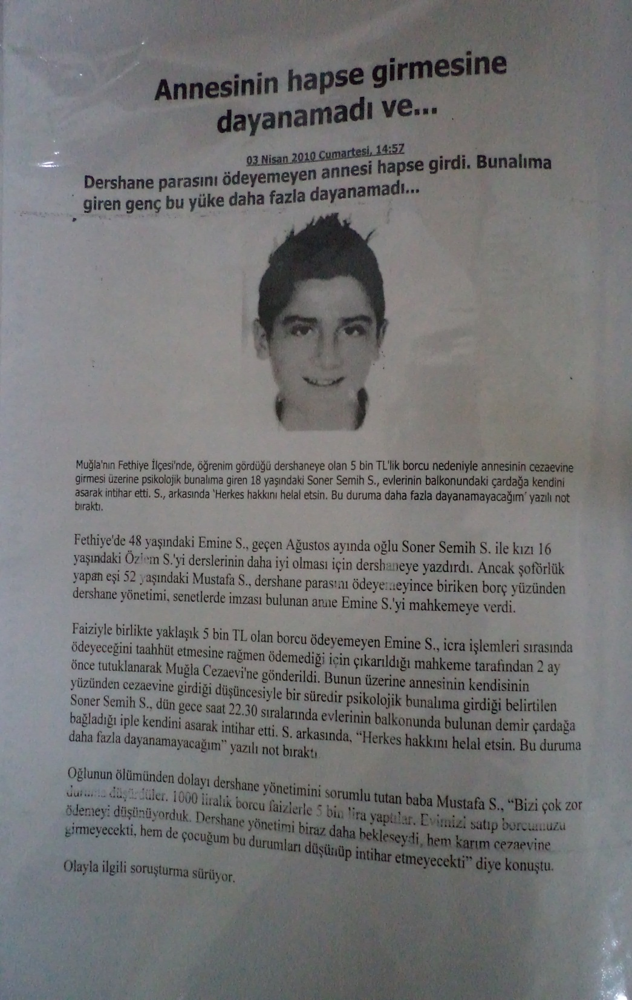 Annesinin hapse girmesine
dayanamadı ve...
03 Nisan 2010 Cumartesi, 14:57
Dershane parasını ödeyemeyen annesi hapse girdi. Bunalıma
giren genç bu yüke daha fazla dayanamadı...
Muğla'nın Fethiye İlçesi'nde, öğrenim gördüğü dershaneye olan 5 bin TL'lik borcu nedeniyle annesinin cezaevine
girmesi üzerine psikolojik bunalıma giren 18 yaşındaki Soner Semih S., evlerinin balkonundaki çardağa kendini
asarak intihar etti. S., arkasında 'Herkes hakkını helal etsin. Bu duruma daha fazla dayanamayacağım' yazılı not
bıraktı.
Fethiye'de 48 yaşındaki Emine S., geçen Ağustos ayında oğlu Soner Semih S. ile kızı 16
yaşındaki Özlem S.'yi derslerinin daha iyi olması için dershaneye yazdırdı. Ancak şoförlük
yapan eşi 52 yaşındaki Mustafa S., dershane parasını ödeyemeyince biriken borç yüzünden
dershane yönetimi, senetlerde imzası bulunan anne Emine S.'yi mahkemeye verdi.
Faiziyle birlikte yaklaşık 5 bin TL olan borcu ödeyemeyen Emine S., icra işlemleri sırasında
ödeyeceğini taahhüt etmesine rağmen ödemediği için çıkarıldığı mahkeme tarafından 2 ay
önce tutuklanarak Muğla Cezaevi'ne gönderildi. Bunun üzerine annesinin kendisinin
yüzünden cezaevine girdiği düşüncesiyle bir süredir psikolojik bunalıma girdiği belirtilen
Soner Semih S., dün gece saat 22.30 sıralarında evlerinin balkonunda bulunan demir çardağa
bağladığı iple kendini asarak intihar etti. S. arkasında, “Herkes hakkını helal etsin. Bu duruma
daha fazla dayanamayacağım” yazılı not bıraktı.
Oğlunun ölümünden dolayı dershane yönetimini sorumlu tutan baba Mustafa S., “Bizi çok zor
duruma düşürdüler. 1000 liralık borcu faizlerle 5 bin lira yaptılar. Evimizi satıp borcumuzu
ödemeyi düşünüyorduk. Dershane yönetimi biraz daha bekleseydi, hem karım cezaevine
girmeyecekti, hem de çocuğum bu durumları düşünüp intihar etmeyecekti” diye konuştu.
Olayla ilgili soruşturma sürüyor.